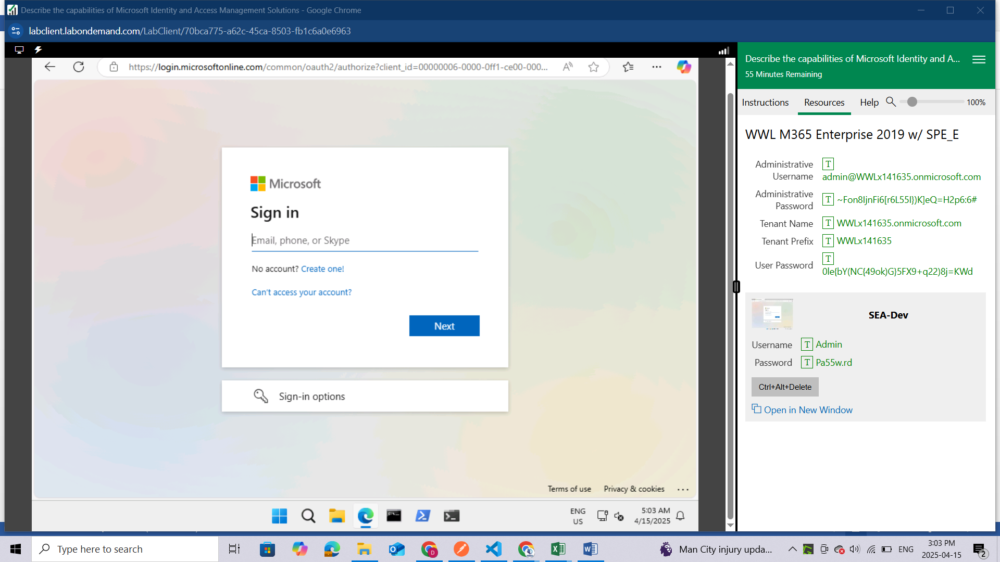 Describe the capabilities of Microsoft Identity and Access Management Solutions - Google Chrome
labclient.labondemand.com/LabClient/70bca775-a62c-45ca-8503-fb1c6a0e6963
https://login.microsoftonline.com/common/oauth2/authorize?client_id=00000006-0000-0ff1-ce00-000...
Microsoft
Sign in
Email, phone, or Skype
No account? Create one!
Can't access your account?
Next
Sign-in options
Terms of use Privacy & cookies ...
ENG
US
5:03 AM
4/15/2025
Describe the capabilities of Microsoft Identity and A...
55 Minutes Remaining
Instructions Resources Help 100%
WWL M365 Enterprise 2019 w/ SPE_E
Administrative Username T admin@WWLx141635.onmicrosoft.com
Administrative Password T ~Fon8IjnFi6[r6L55I})K]eQ=H2p6:6#
Tenant Name T WWLx141635.onmicrosoft.com
Tenant Prefix T WWLx141635
User Password T 0le{bY(NC{49ok)G}5FX9+q22)8j=KWd
SEA-Dev
Username T Admin
Password T Pa55w.rd
Ctrl+Alt+Delete
Open in New Window
Type here to search
Man City injury upda...
ENG
3:03 PM
2025-04-15
2